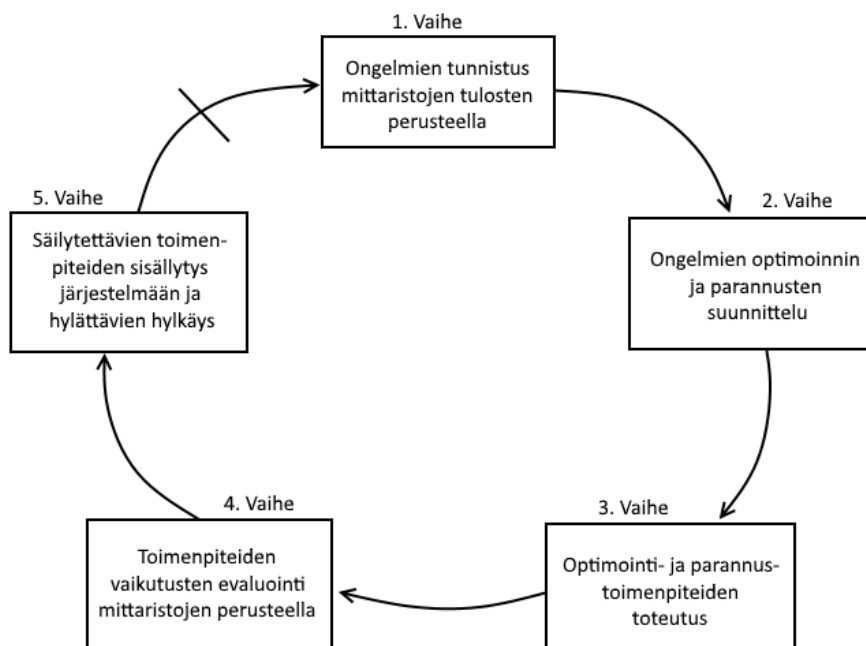 1. Vaihe
Ongelmien tunnistus
mittaristojen tulosten
perusteella
2. Vaihe
Ongelmien optimoinnin
ja parannusten
suunnittelu
3. Vaihe
Optimointi- ja parannus-
toimenpiteiden
toteutus
4. Vaihe
Toimenpiteiden
vaikutusten evaluointi
mittaristojen perusteella
5. Vaihe
Säilytettävien toimen-
piteiden sisällytys
järjestelmään ja
hylättävien hylkäys